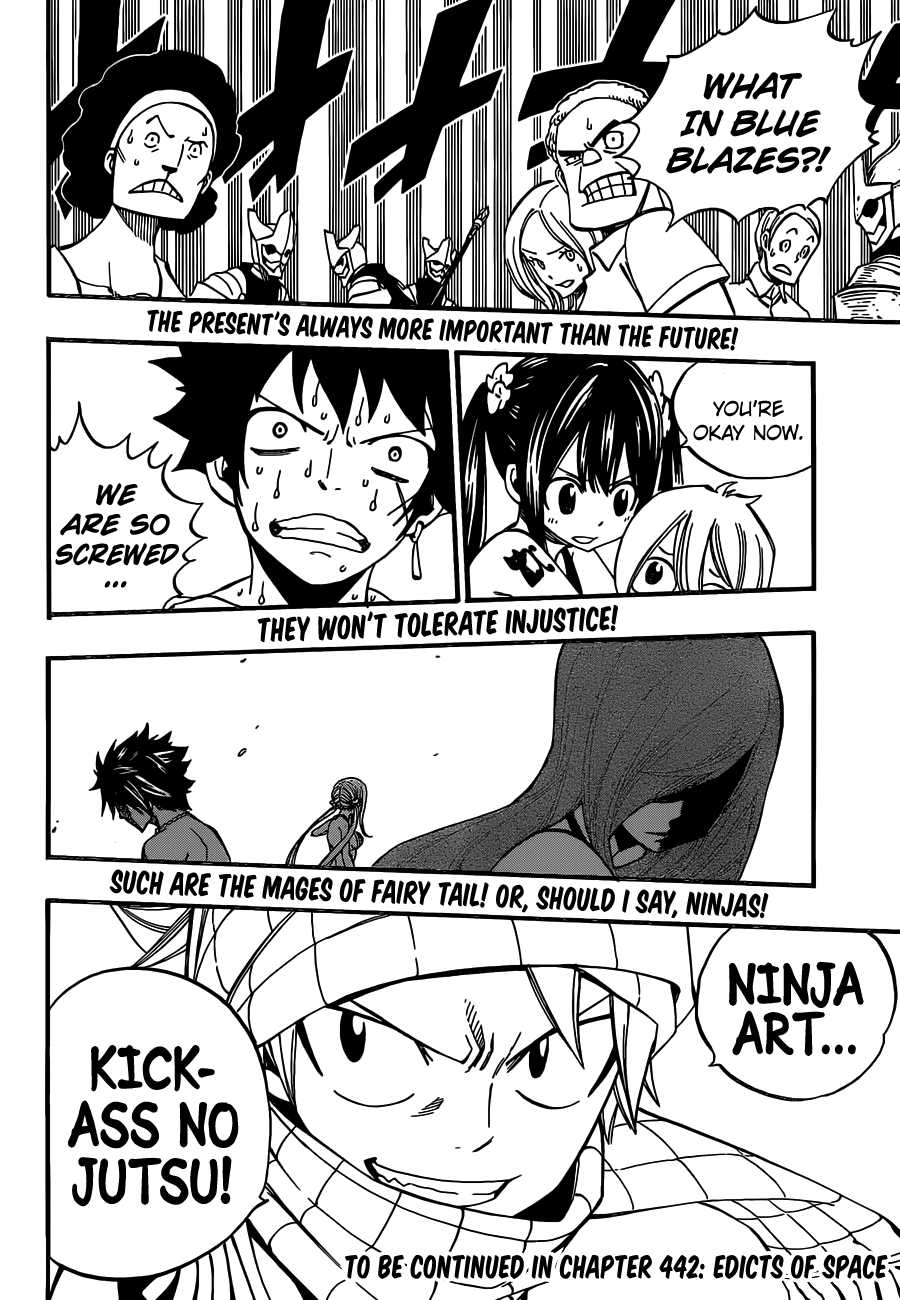 WHAT
IN BLUE
BLAZES?!
THE PRESENT'S ALWAYS MORE IMPORTANT THAN THE FUTURE!
YOU'RE
OKAY NOW.
WE
ARE SO
SCREWED
...
THEY WON'T TOLERATE INJUSTICE!
SUCH ARE THE MAGES OF FAIRY TAIL! OR, SHOULD I SAY, NINJAS!
NINJA
ART...
KICK-
ASS NO
JUTSU!
TO BE CONTINUED IN CHAPTER 442: EDICTS OF SPACE